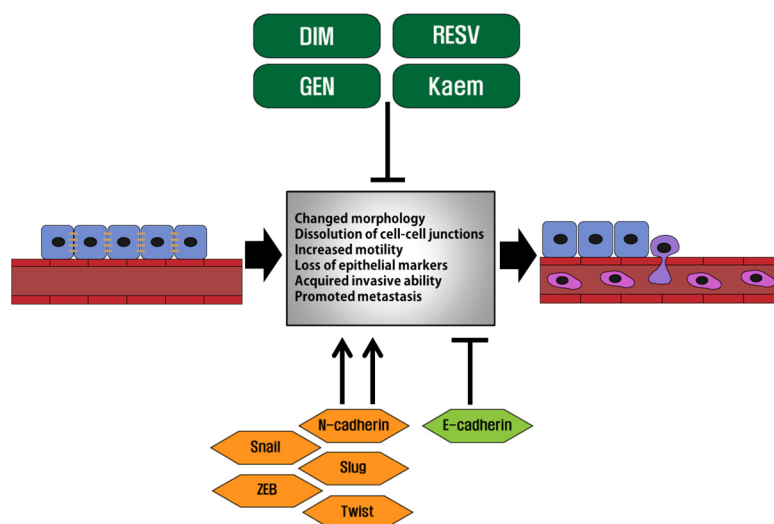 DIM
RESV
GEN
Kaem
Changed morphology
Dissolution of cell-cell junctions
Increased motility
Loss of epithelial markers
Acquired invasive ability
Promoted metastasis
N-cadherin
E-cadherin
Snail
Slug
ZEB
Twist